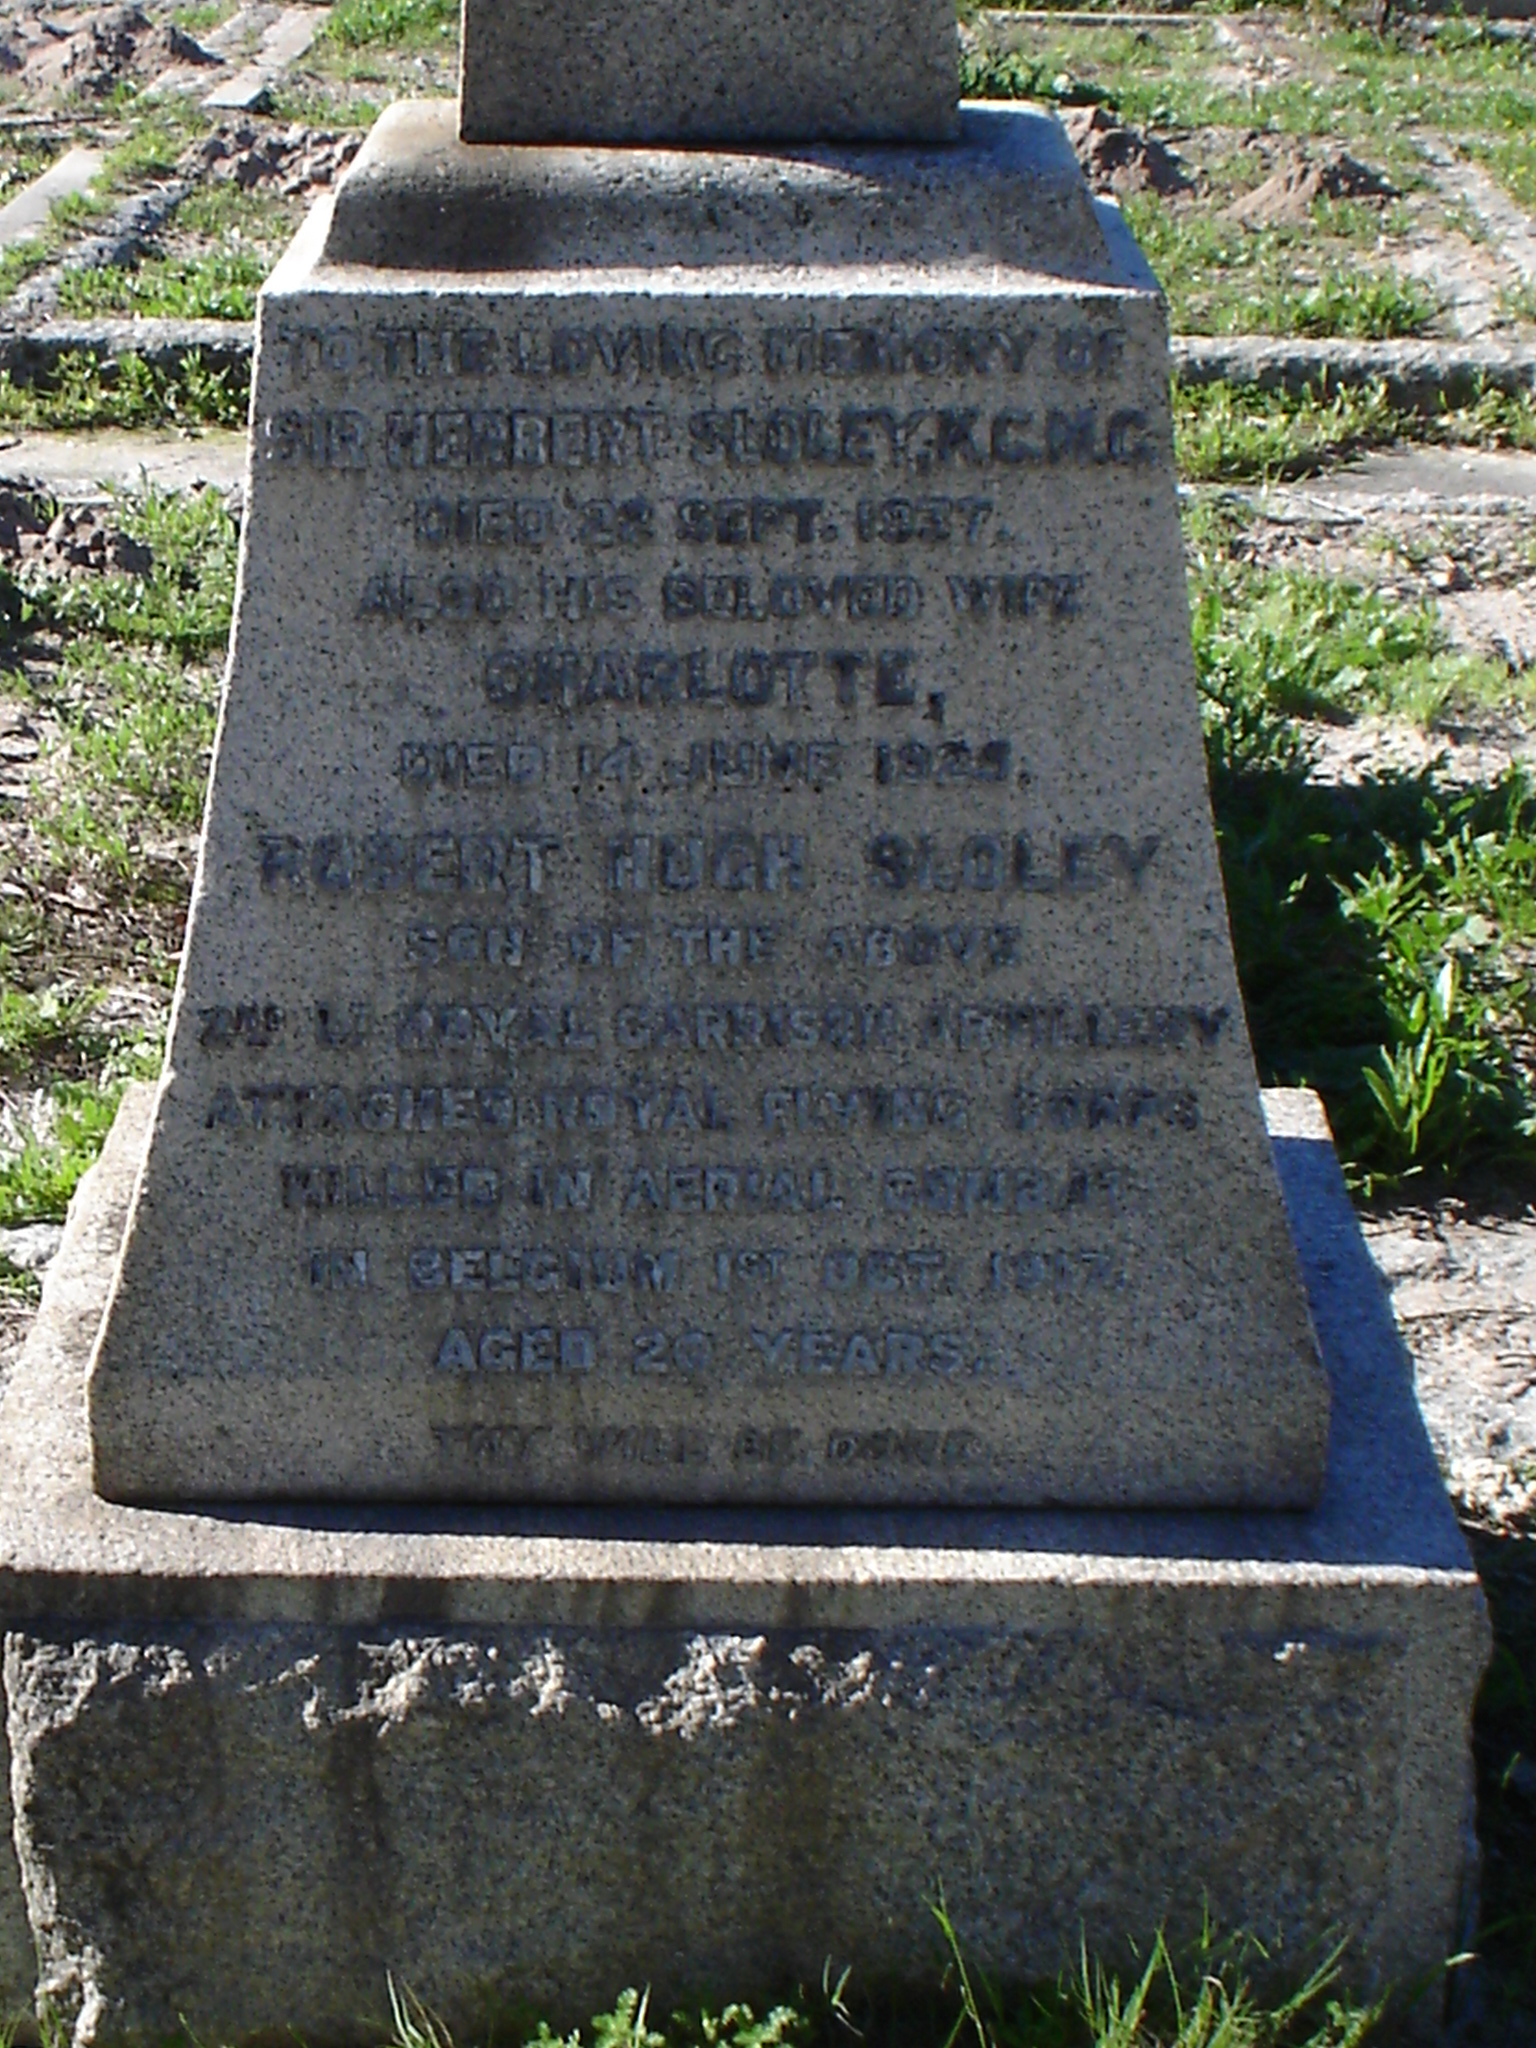 TO THE LOVING MEMORY OF
SIR HERBERT SLOLEY, K.C.M.G.
DIED 22 SEPT. 1937.
ALSO HIS BELOVED WIFE
CHARLOTTE,
DIED 14 JUNE
ROBERT HUGH SLOLEY
SON OF THE ABOVE
2ND LT ROYAL GARRISON ARTILLERY
ATTACHED ROYAL FLYING CORPS
KILLED IN AERIAL COMBAT
IN BELGIUM 1ST OCT. 1917.
AGED 20 YEARS.
THY WILL BE DONE.